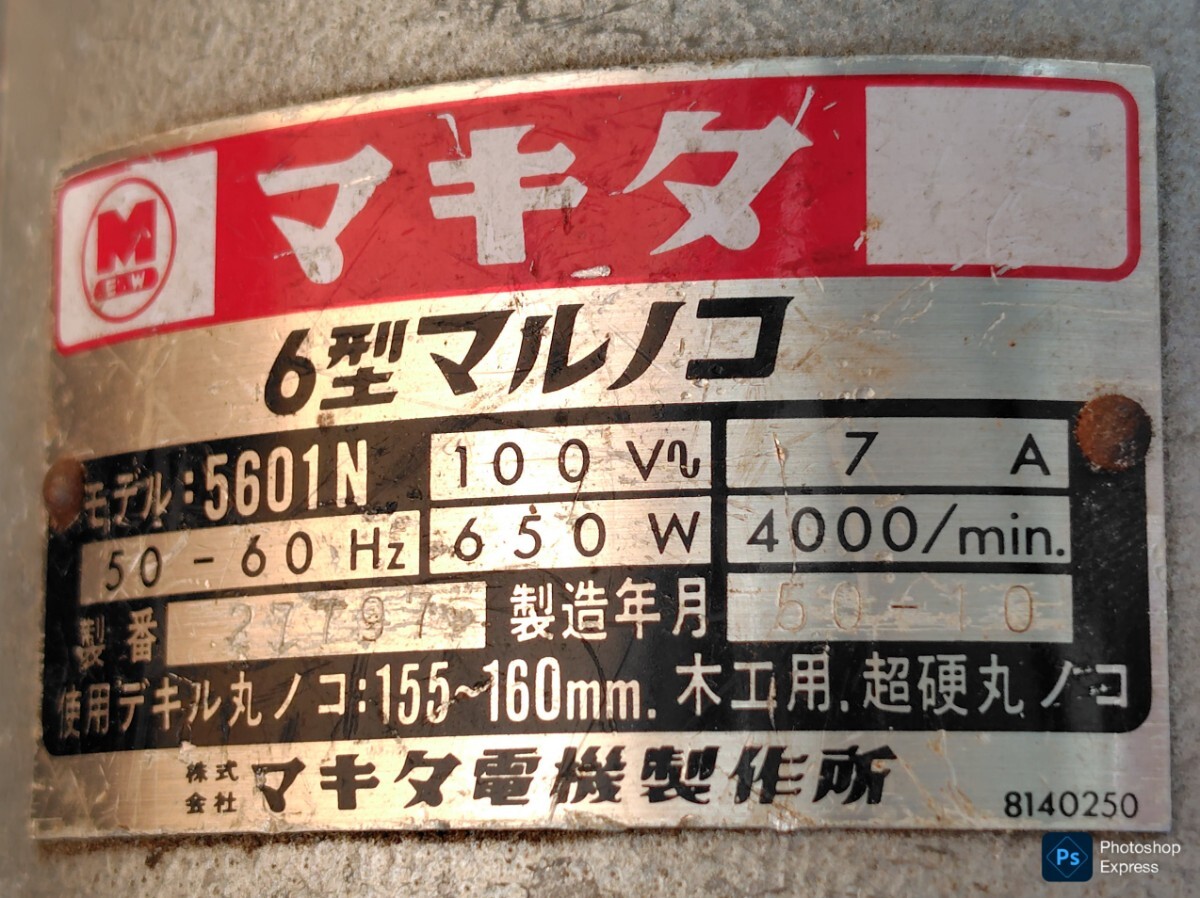 M
E.W
マキタ
6型マルノコ
モデル:5601N 100 V∿ 7 A
50-60 Hz 650 W 4000/min.
製番 27797 製造年月 50-10
使用デキル丸ノコ:155~160mm. 木工用.超硬丸ノコ
株式会社 マキタ電機製作所 8140250
Ps Photoshop
Express